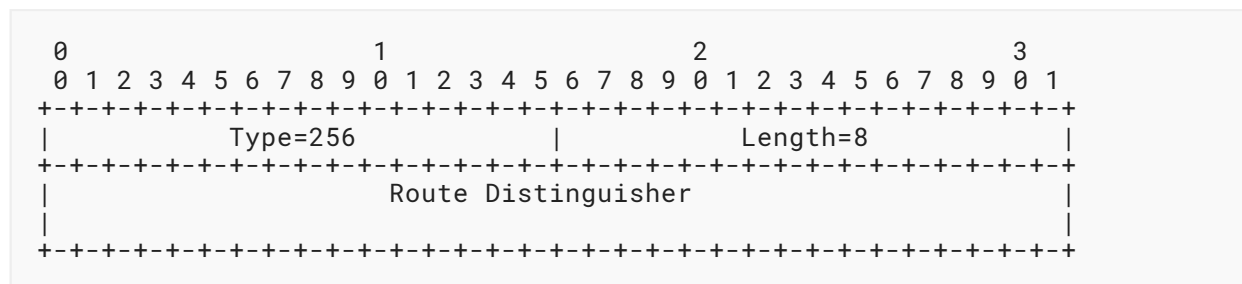 0                   1                   2                   3
 0 1 2 3 4 5 6 7 8 9 0 1 2 3 4 5 6 7 8 9 0 1 2 3 4 5 6 7 8 9 0 1
+-+-+-+-+-+-+-+-+-+-+-+-+-+-+-+-+-+-+-+-+-+-+-+-+-+-+-+-+-+-+-+-+
|           Type=256            |           Length=8            |
+-+-+-+-+-+-+-+-+-+-+-+-+-+-+-+-+-+-+-+-+-+-+-+-+-+-+-+-+-+-+-+-+
|                     Route Distinguisher                       |
|                                                               |
+-+-+-+-+-+-+-+-+-+-+-+-+-+-+-+-+-+-+-+-+-+-+-+-+-+-+-+-+-+-+-+-+